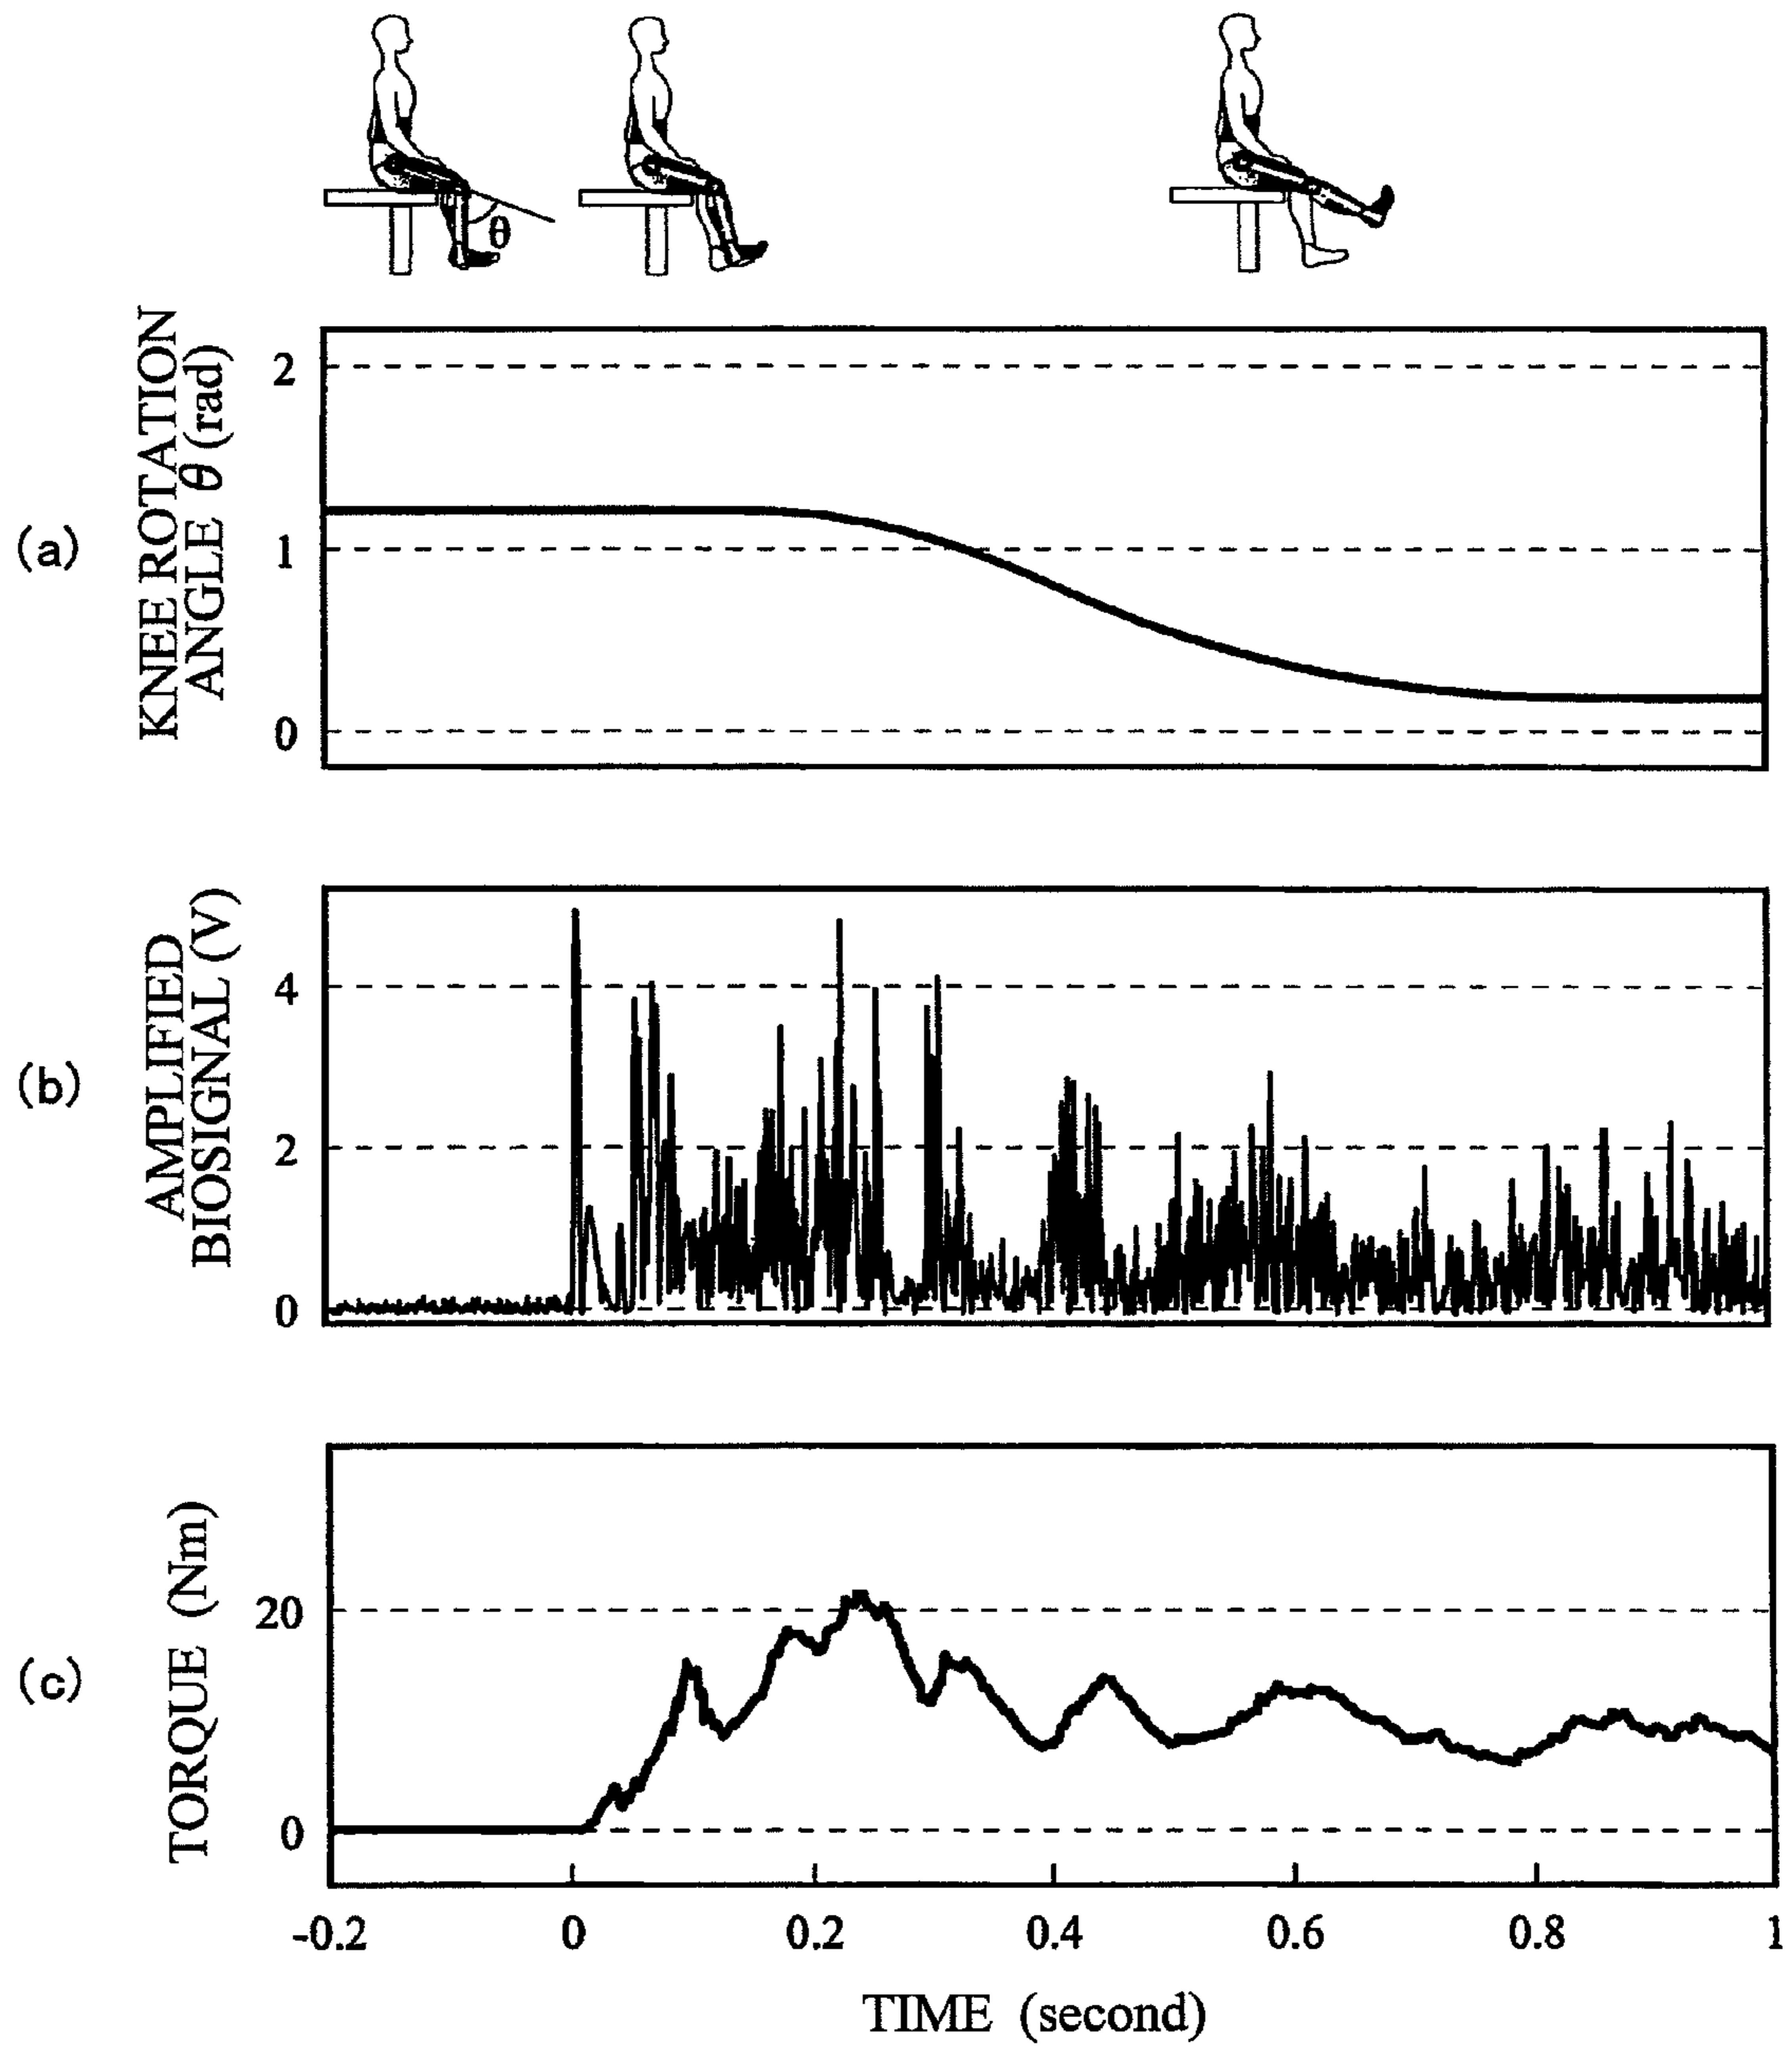 θ
(a)
KNEE ROTATION
ANGLE θ (rad)
2
1
0
(b)
AMPLIFIED
BIOSIGNAL (V)
4
2
0
(c)
TORQUE (Nm)
20
0
-0.2 0 0.2 0.4 0.6 0.8 1
TIME (second)